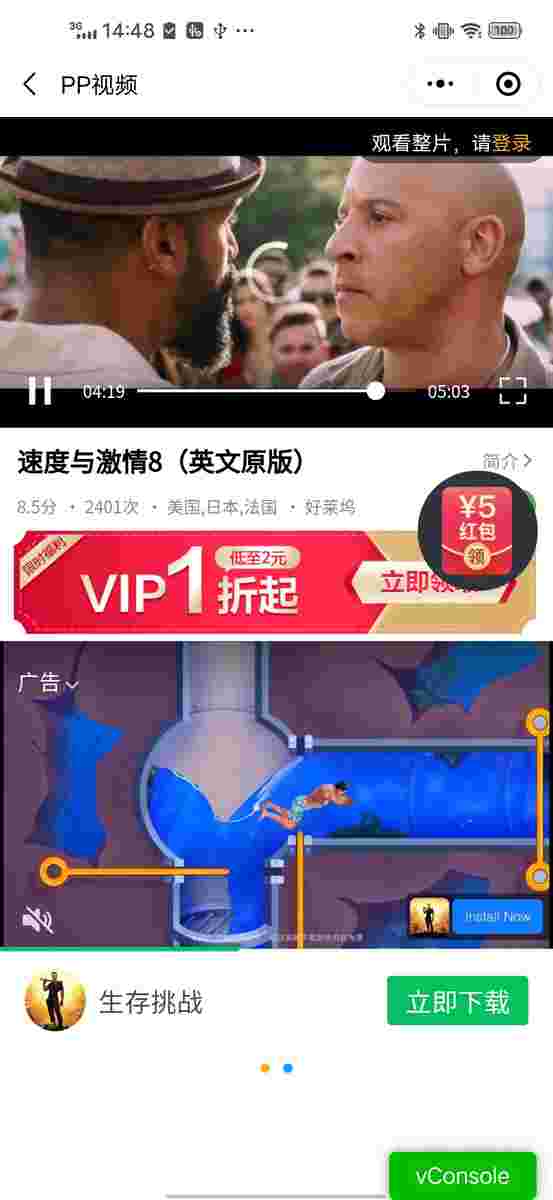 3G 14:48 100
PP视频
观看整片，请登录
04:19 05:03
速度与激情8（英文原版）
简介
8.5分 · 2401次 · 美国,日本,法国 · 好莱坞
¥5
红包
领
限时福利
VIP1折起
低至2元
立即领
广告
Install Now
生存挑战
立即下载
vConsole